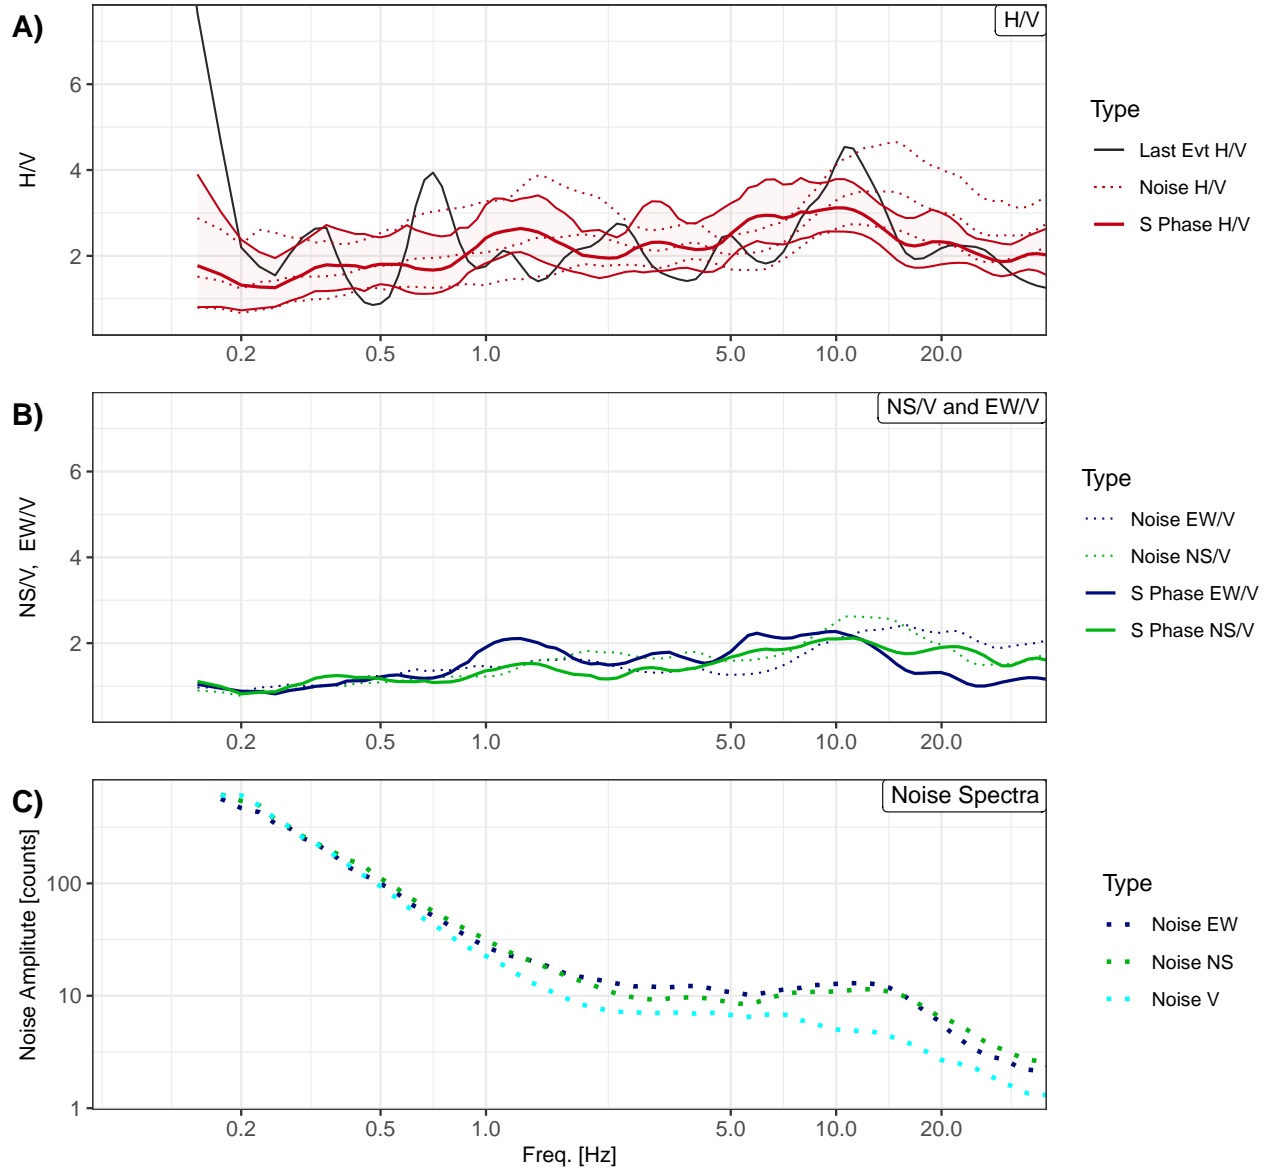 A)
H/V
H/V
6
4
2
0.2 0.5 1.0 5.0 10.0 20.0
Type
Last Evt H/V
Noise H/V
S Phase H/V
B)
NS/V and EW/V
NS/V, EW/V
6
4
2
0.2 0.5 1.0 5.0 10.0 20.0
Type
Noise EW/V
Noise NS/V
S Phase EW/V
S Phase NS/V
C)
Noise Spectra
Noise Amplitute [counts]
100
10
1
0.2 0.5 1.0 5.0 10.0 20.0
Freq. [Hz]
Type
Noise EW
Noise NS
Noise V